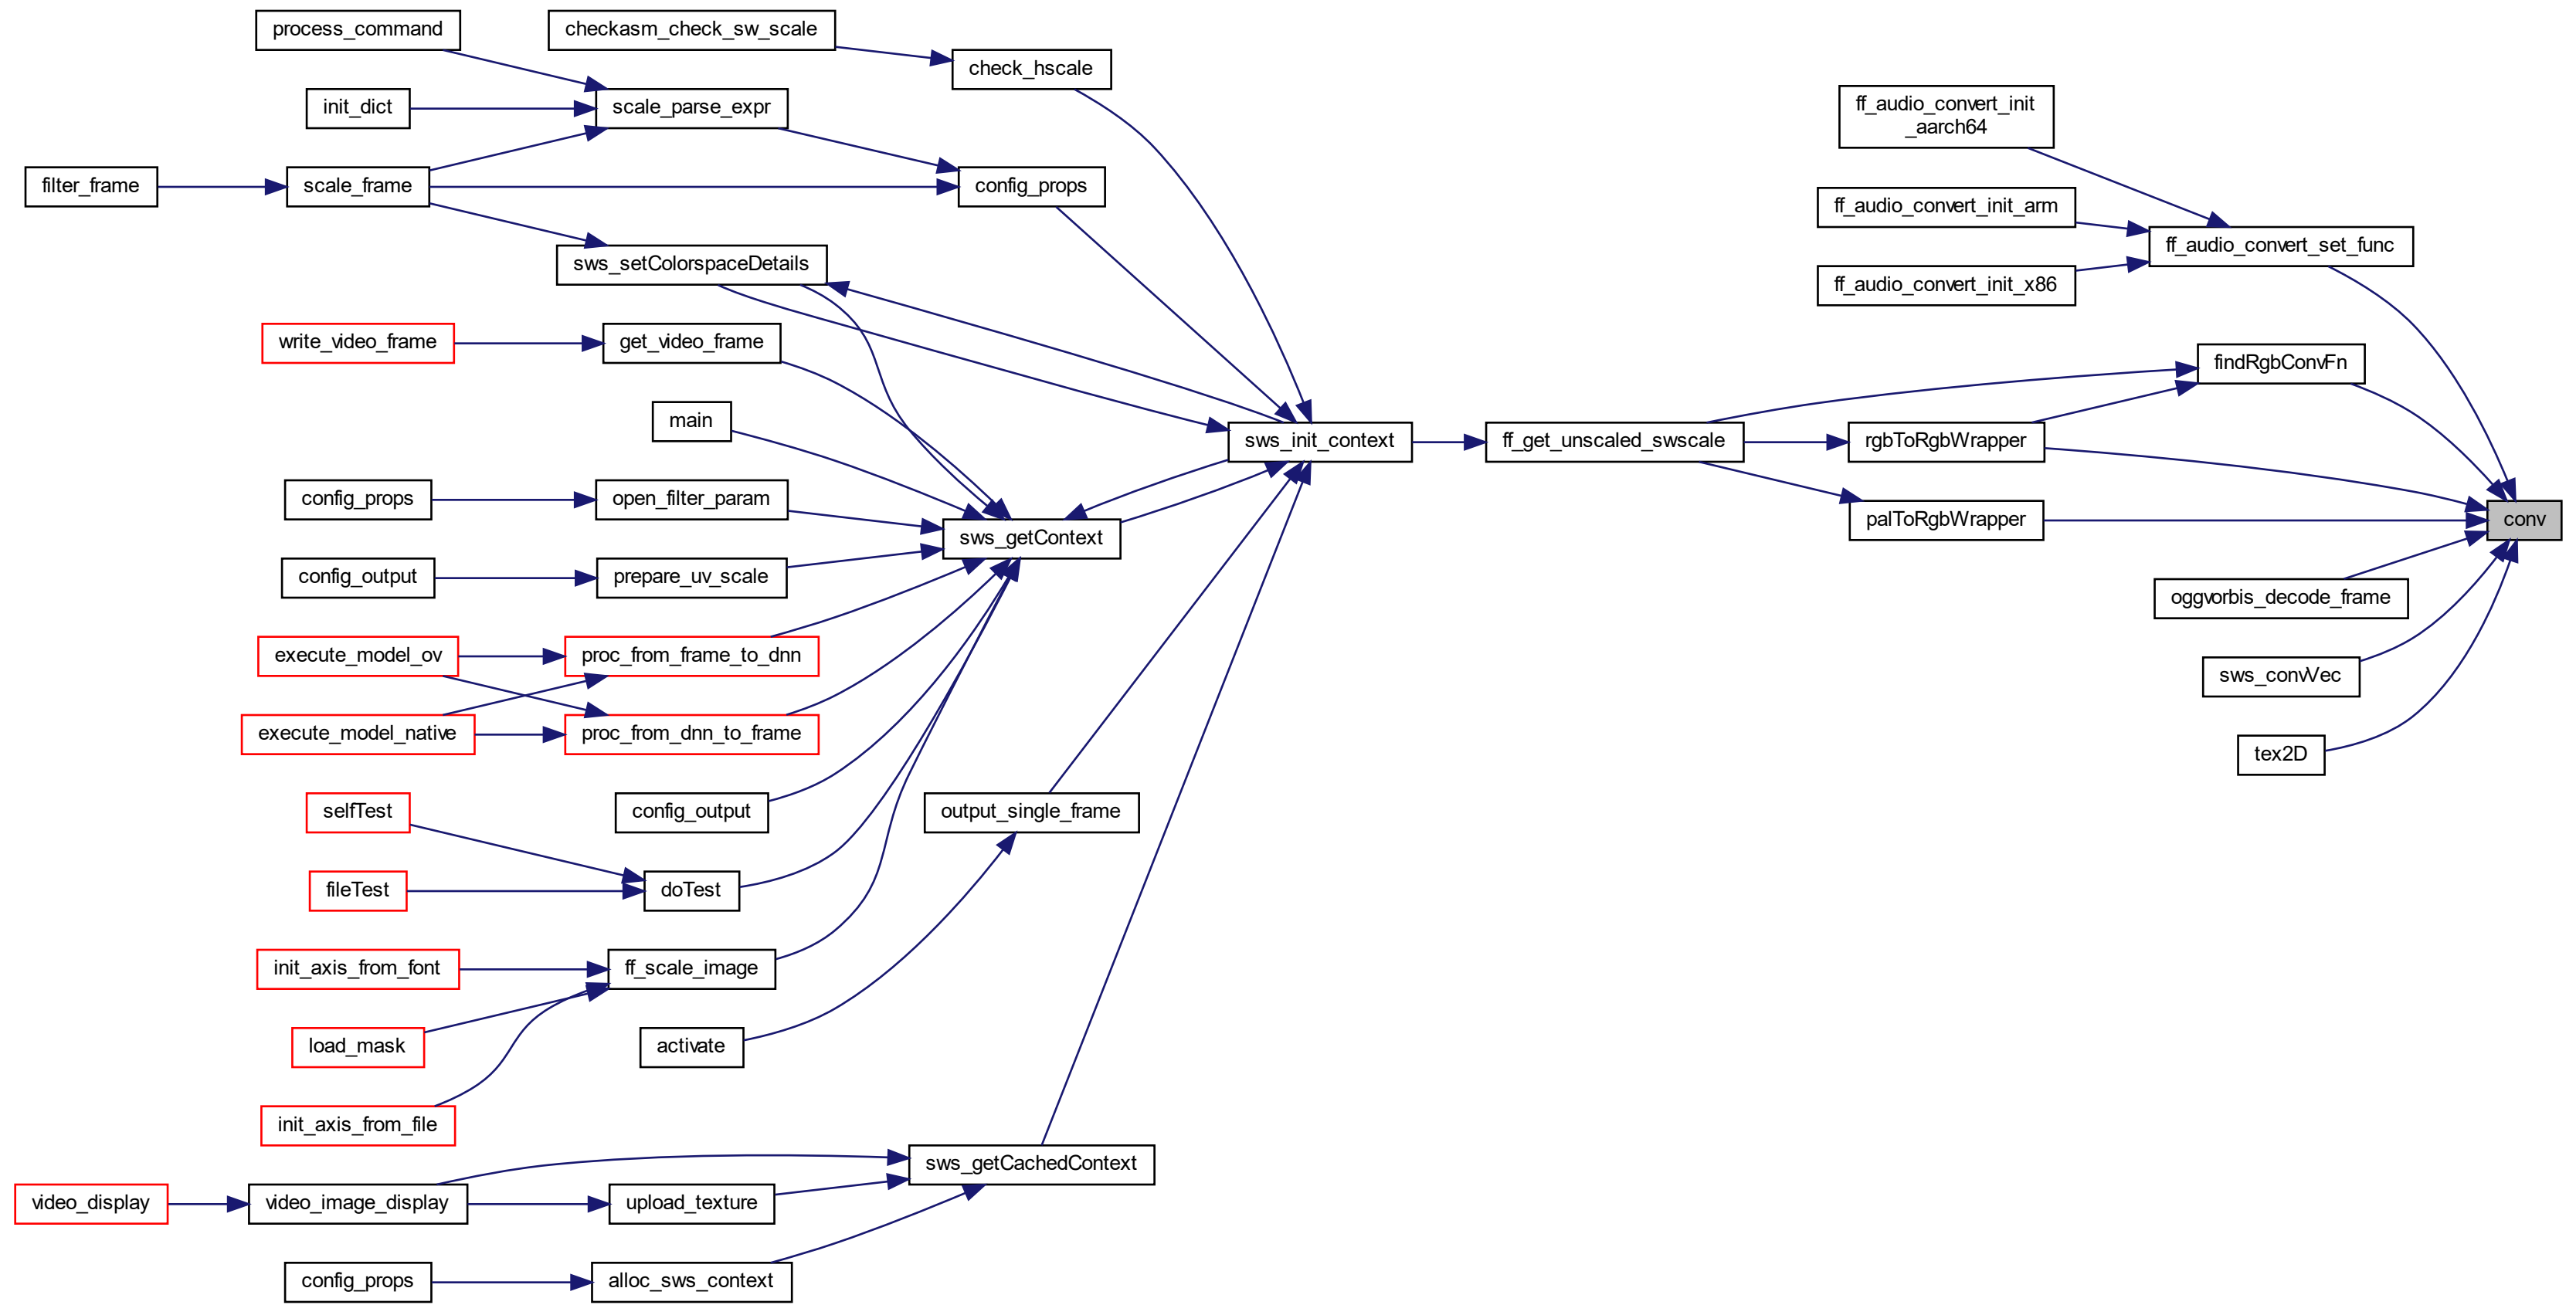 process_command
checkasm_check_sw_scale
check_hscale
init_dict
scale_parse_expr
ff_audio_convert_init
_aarch64
filter_frame
scale_frame
config_props
ff_audio_convert_init_arm
sws_setColorspaceDetails
ff_audio_convert_set_func
ff_audio_convert_init_x86
write_video_frame
get_video_frame
findRgbConvFn
main
sws_init_context
ff_get_unscaled_swscale
rgbToRgbWrapper
config_props
open_filter_param
palToRgbWrapper
conv
sws_getContext
config_output
prepare_uv_scale
oggvorbis_decode_frame
execute_model_ov
proc_from_frame_to_dnn
sws_convVec
execute_model_native
proc_from_dnn_to_frame
tex2D
selfTest
config_output
output_single_frame
fileTest
doTest
init_axis_from_font
ff_scale_image
load_mask
activate
init_axis_from_file
sws_getCachedContext
video_display
video_image_display
upload_texture
config_props
alloc_sws_context